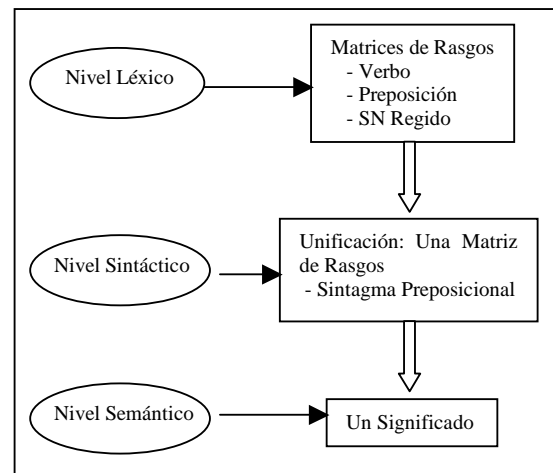 Nivel Léxico
Matrices de Rasgos
- Verbo
- Preposición
- SN Regido
Nivel Sintáctico
Unificación: Una Matriz
de Rasgos
- Sintagma Preposicional
Nivel Semántico
Un Significado